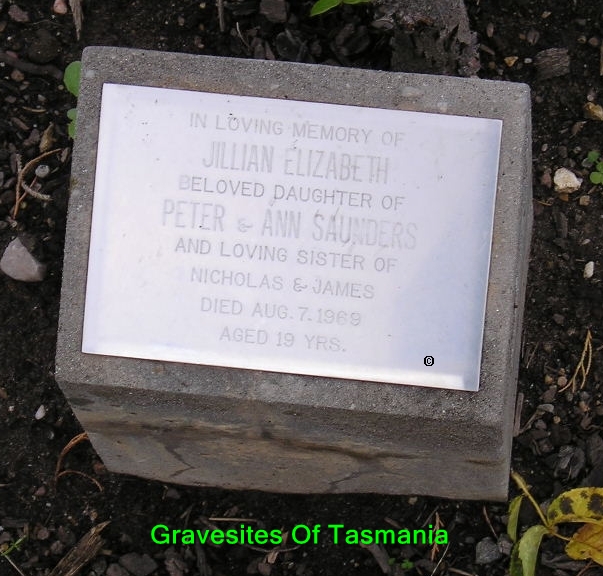 IN LOVING MEMORY OF
JILLIAN ELIZABETH
BELOVED DAUGHTER OF
PETER & ANN SAUNDERS
AND LOVING SISTER OF
NICHOLAS & JAMES
DIED AUG. 7. 1969
AGED 19 YRS.
©
Gravesites Of Tasmania